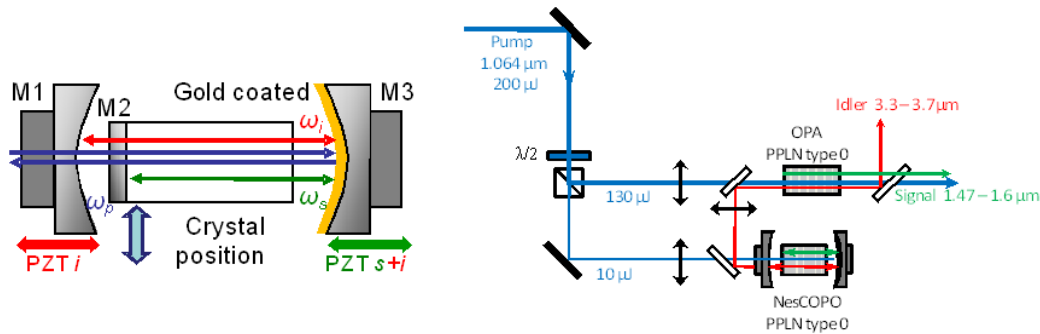 M1
M2
Gold coated
M3
ωi
ωp
ωs
Crystal
position
PZT i
PZT s+i
Pump
1.064 µm
200 µJ
λ/2
130 µJ
10 µJ
Idler 3.3–3.7µm
OPA
PPLN type 0
Signal 1.47–1.6 µm
NesCOPO
PPLN type 0